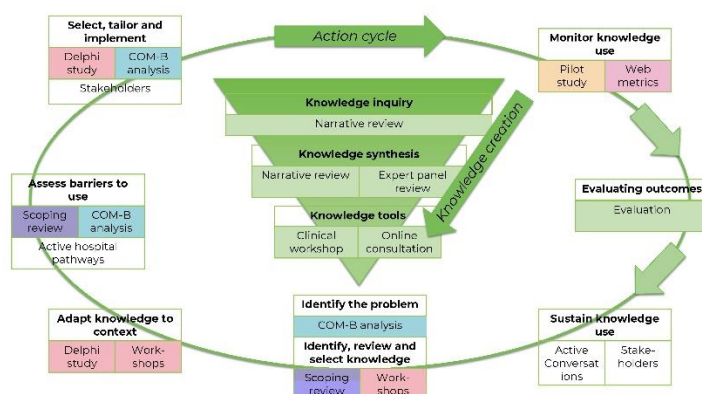 Select, tailor and
implement
Delphi
study
COM-B
analysis
Stakeholders
Action cycle
Monitor knowledge
use
Pilot
study
Web
metrics
Knowledge inquiry
Narrative review
Knowledge synthesis
Narrative review
Expert panel
review
Knowledge tools
Clinical
workshop
Online
consultation
Knowledge creation
Assess barriers to
use
Scoping
review
COM-B
analysis
Active hospital
pathways
Evaluating outcomes
Evaluation
Adapt knowledge to
context
Delphi
study
Work-
shops
Identify the problem
COM-B analysis
Identify, review and
select knowledge
Scoping
review
Work-
shops
Sustain knowledge
use
Active
Conversat
ions
Stake-
holders